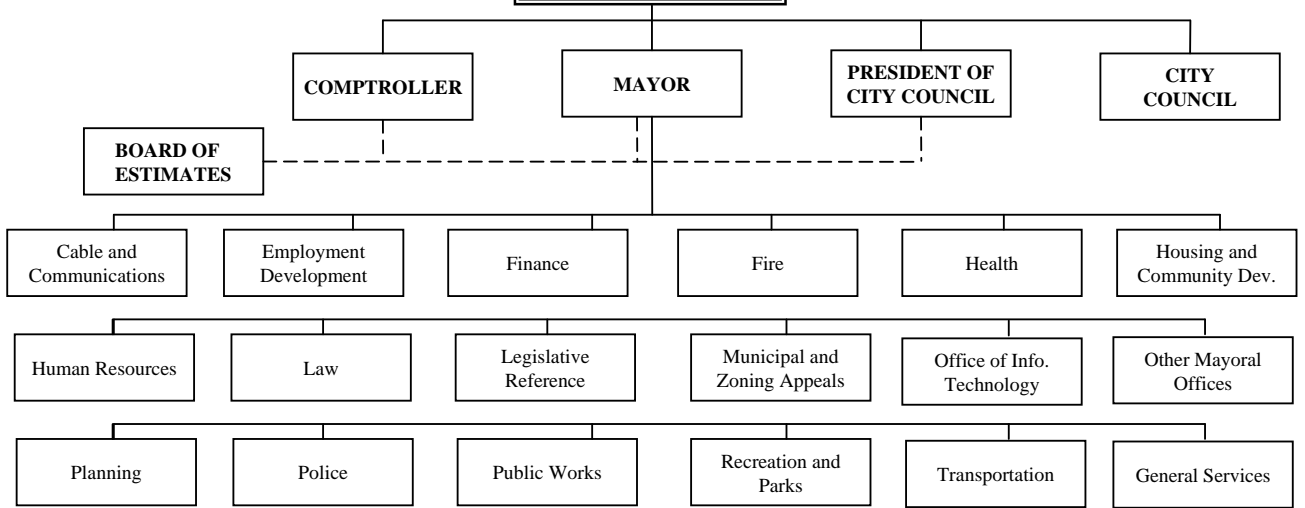 COMPTROLLER
MAYOR
PRESIDENT OF
CITY COUNCIL
CITY
COUNCIL
BOARD OF
ESTIMATES
Cable and
Communications
Employment
Development
Finance
Fire
Health
Housing and
Community Dev.
Human Resources
Law
Legislative
Reference
Municipal and
Zoning Appeals
Office of Info.
Technology
Other Mayoral
Offices
Planning
Police
Public Works
Recreation and
Parks
Transportation
General Services